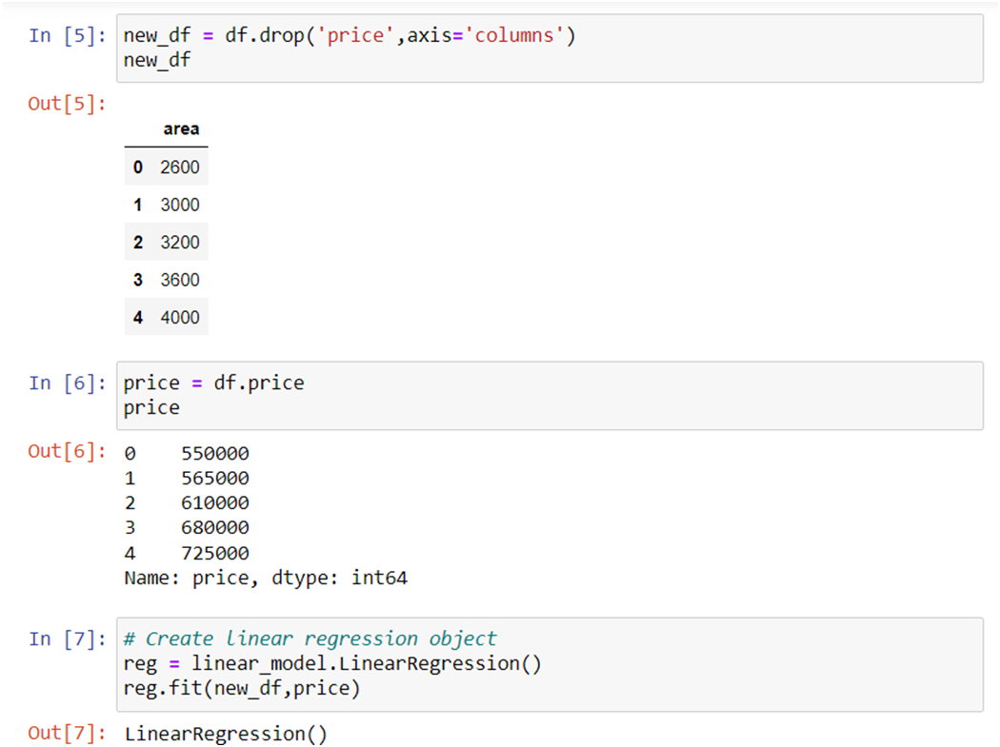 In [5]: new_df = df.drop('price',axis='columns')
new_df
Out[5]:
area
0 2600
1 3000
2 3200
3 3600
4 4000
In [6]: price = df.price
price
Out[6]: 0 550000
1 565000
2 610000
3 680000
4 725000
Name: price, dtype: int64
In [7]: # Create linear regression object
reg = linear_model.LinearRegression()
reg.fit(new_df,price)
Out[7]: LinearRegression()